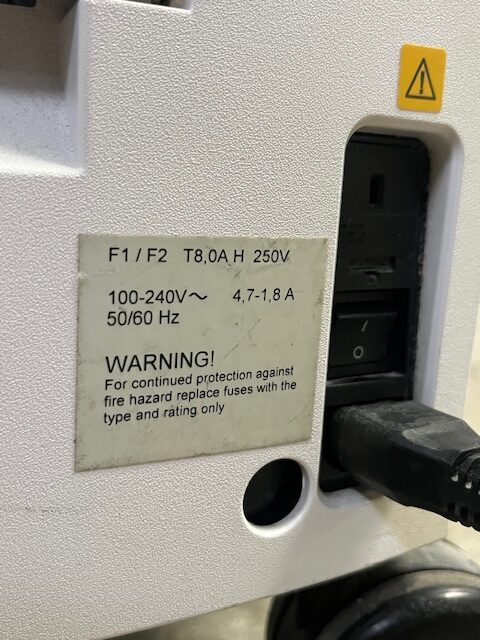 F1 / F2 T8,0A H 250V
100-240V~ 4,7-1,8 A
50/60 Hz
WARNING!
For continued protection against
fire hazard replace fuses with the
type and rating only